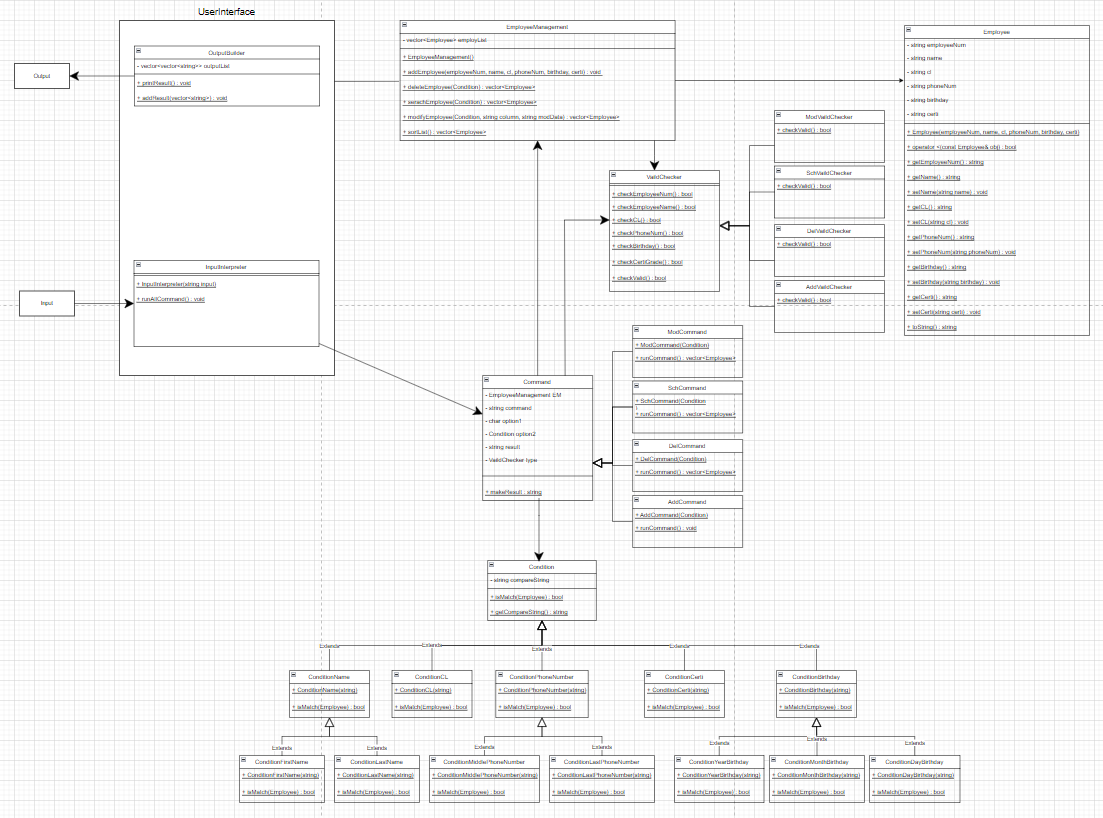 UserInterface
OutputBuilder
- vector<vector<string>> outputList
+ printResult() : void
+ addResult(vector<string>) : void
Output
InputInterpreter
+ InputInterpreter(string input)
+ runAllCommand() : void
Input
EmployeeManagement
- vector<Employee> employList
+ EmployeeManagement()
+ addEmployee(employeeNum, name, cl, phoneNum, birthday, certi) : void
+ deleteEmployee(Condition) : vector<Employee>
+ serachEmployee(Condition) : vector<Employee>
+ modifyEmployee(Condition, string column, string modData) : vector<Employee>
+ sortList() : vector<Employee>
Employee
- string employeeNum
- string name
- string cl
- string phoneNum
- string birthday
- string certi
+ Employee(employeeNum, name, cl, phoneNum, birthday, certi)
+ operator <(const Employee& obj) : bool
+ getEmployeeNum() : string
+ getName() : string
+ setName(string name) : void
+ getCL() : string
+ setCL(string cl) : void
+ getPhoneNum() : string
+ setPhoneNum(string phoneNum) : void
+ getBirthday() : string
+ setBirthday(string birthday) : void
+ getCerti() : string
+ setCerti(string certi) : void
+ toString() : string
VaildChecker
+ checkEmployeeNum() : bool
+ checkEmployeeName() : bool
+ checkCL() : bool
+ checkPhoneNum() : bool
+ checkBirthday() : bool
+ checkCertiGrade() : bool
+ checkValid() : bool
ModVaildChecker
+ checkValid() : bool
SchVaildChecker
+ checkValid() : bool
DelVaildChecker
+ checkValid() : bool
AddVaildChecker
+ checkValid() : bool
Command
- EmployeeManagement EM
- string command
- char option1
- Condition option2
- string result
- VaildChecker type
+ makeResult : string
ModCommand
+ ModCommand(Condition)
+ runCommand() : vector<Employee>
SchCommand
+ SchCommand(Condition
)
+ runCommand() : vector<Employee>
DelCommand
+ DelCommand(Condition)
+ runCommand() : vector<Employee>
AddCommand
+ AddCommand(Condition)
+ runCommand() : void
Condition
- string compareString
+ isMatch(Employee) : bool
+ getCompareString() : string
Extends
Extends
Extends
Extends
Extends
ConditionName
+ ConditionName(string)
+ isMatch(Employee) : bool
ConditionCL
+ ConditionCL(string)
+ isMatch(Employee) : bool
ConditionPhoneNumber
+ ConditionPhoneNumber(string)
+ isMatch(Employee) : bool
ConditionCerti
+ ConditionCerti(string)
+ isMatch(Employee) : bool
ConditionBirthday
+ ConditionBirthday(string)
+ isMatch(Employee) : bool
Extends
Extends
Extends
Extends
Extends
Extends
Extends
ConditionFirstName
+ ConditionFirstName(string)
+ isMatch(Employee) : bool
ConditionLastName
+ ConditionLastName(string)
+ isMatch(Employee) : bool
ConditionMiddlePhoneNumber
+ ConditionMiddlePhoneNumber(string)
+ isMatch(Employee) : bool
ConditionLastPhoneNumber
+ ConditionLastPhoneNumber(string)
+ isMatch(Employee) : bool
ConditionYearBirthday
+ ConditionYearBirthday(string)
+ isMatch(Employee) : bool
ConditionMonthBirthday
+ ConditionMonthBirthday(string)
+ isMatch(Employee) : bool
ConditionDayBirthday
+ ConditionDayBirthday(string)
+ isMatch(Employee) : bool